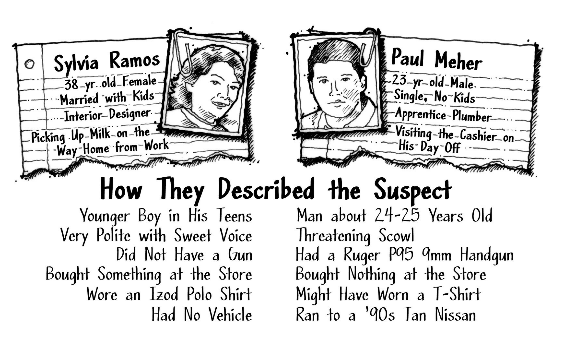 Sylvia Ramos
38 yr old Female
Married with Kids
Interior Designer
Picking Up Milk on the
Way Home from Work
Paul Meher
23 yr old Male
Single, No Kids
Apprentice Plumber
Visiting the Cashier on
His Day Off
How They Described the Suspect
Younger Boy in His Teens
Very Polite with Sweet Voice
Did Not Have a Gun
Bought Something at the Store
Wore an Izod Polo Shirt
Had No Vehicle
Man about 24-25 Years Old
Threatening Scowl
Had a Ruger P95 9mm Handgun
Bought Nothing at the Store
Might Have Worn a T-Shirt
Ran to a '90s Tan Nissan